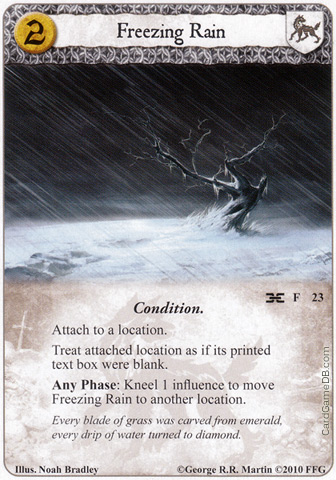 2
Freezing Rain
F 23
Condition.
Attach to a location.
Treat attached location as if its printed
text box were blank.
Any Phase: Kneel 1 influence to move
Freezing Rain to another location.
Every blade of grass was carved from emerald,
every drip of water turned to diamond.
Illus. Noah Bradley ©George R.R. Martin ©2010 FFG
CardGameDB.com